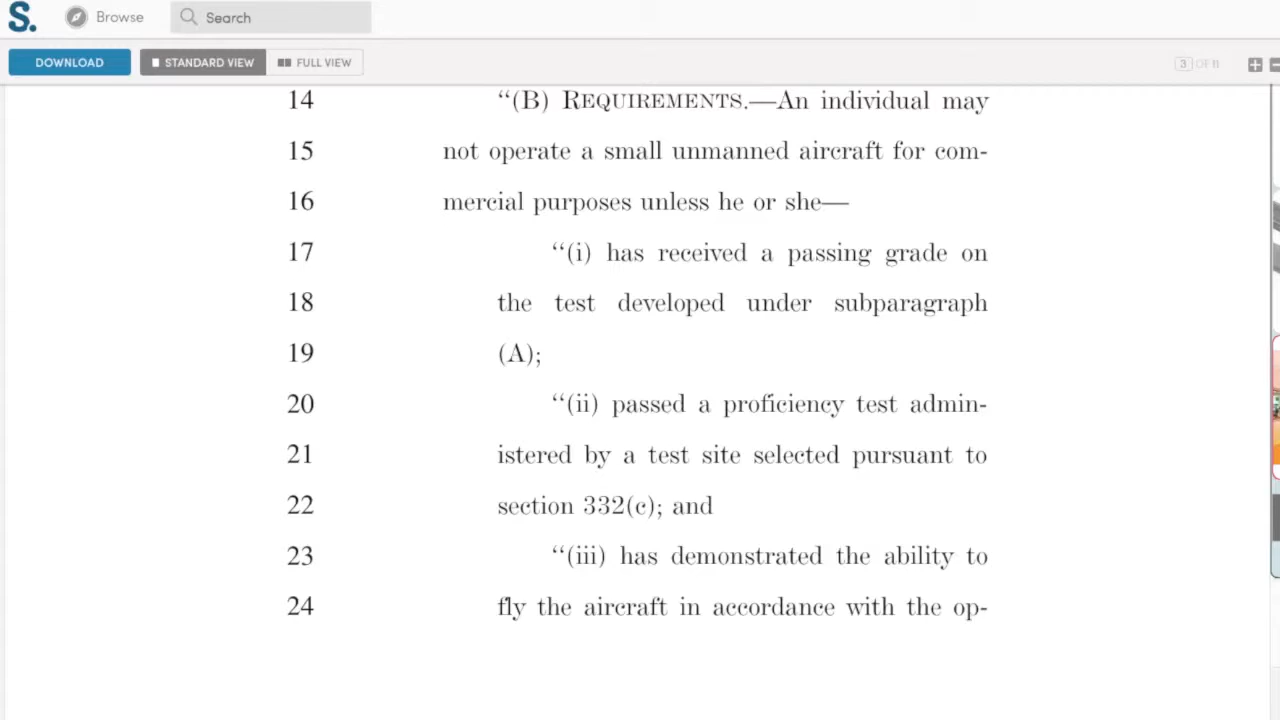 S. Browse Search
DOWNLOAD STANDARD VIEW FULL VIEW 3 OF 11
14 “(B) REQUIREMENTS.—An individual may
15 not operate a small unmanned aircraft for com-
16 mercial purposes unless he or she—
17 “(i) has received a passing grade on
18 the test developed under subparagraph
19 (A);
20 “(ii) passed a proficiency test admin-
21 istered by a test site selected pursuant to
22 section 332(c); and
23 “(iii) has demonstrated the ability to
24 fly the aircraft in accordance with the op-